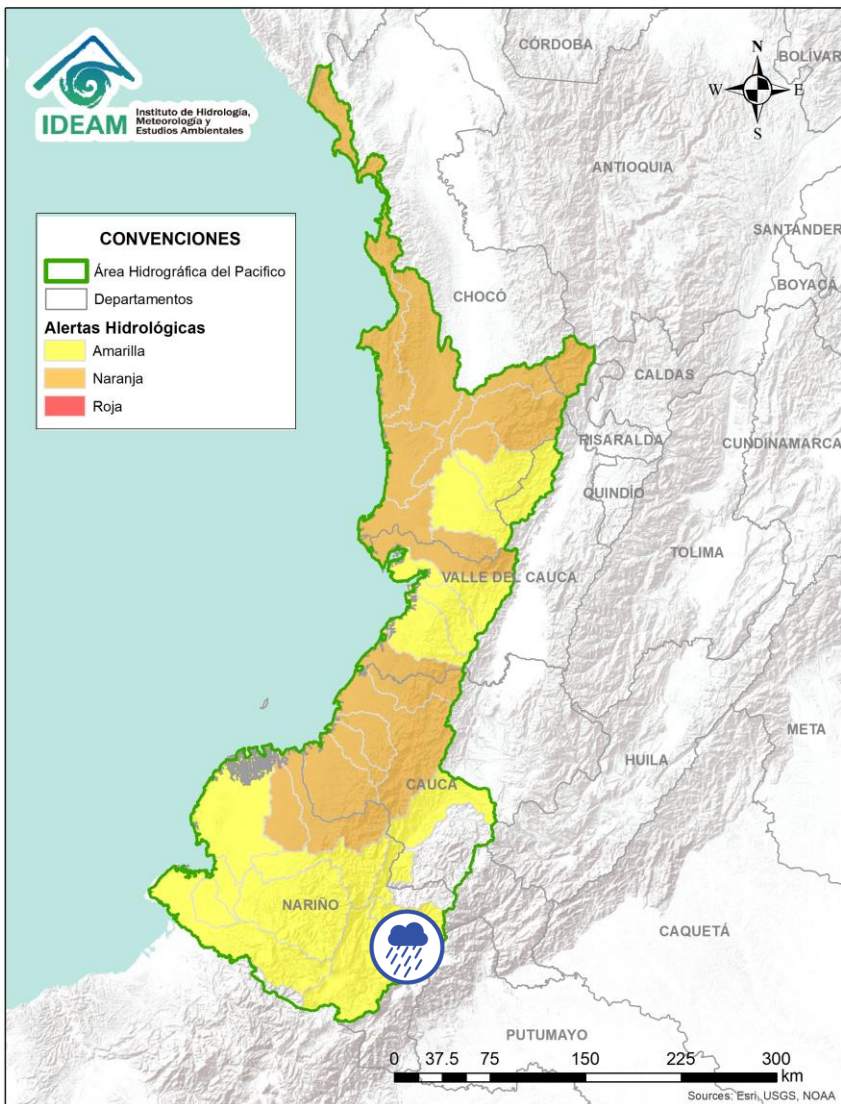 IDEAM
Instituto de Hidrología,
Meteorología y
Estudios Ambientales
CÓRDOBA
BOLÍVAR
N
W
E
S
ANTIOQUIA
SANTANDER
BOYACÁ
CONVENCIONES
Área Hidrográfica del Pacifico
Departamentos
Alertas Hidrológicas
Amarilla
Naranja
Roja
CHOCÓ
CALDAS
RISARALDA
CUNDINAMARCA
QUINDÍO
TOLIMA
VALLE DEL CAUCA
META
HUILA
CAUCA
NARIÑO
CAQUETÁ
PUTUMAYO
0 37.5 75 150 225 300
km
Sources: Esri, USGS, NOAA